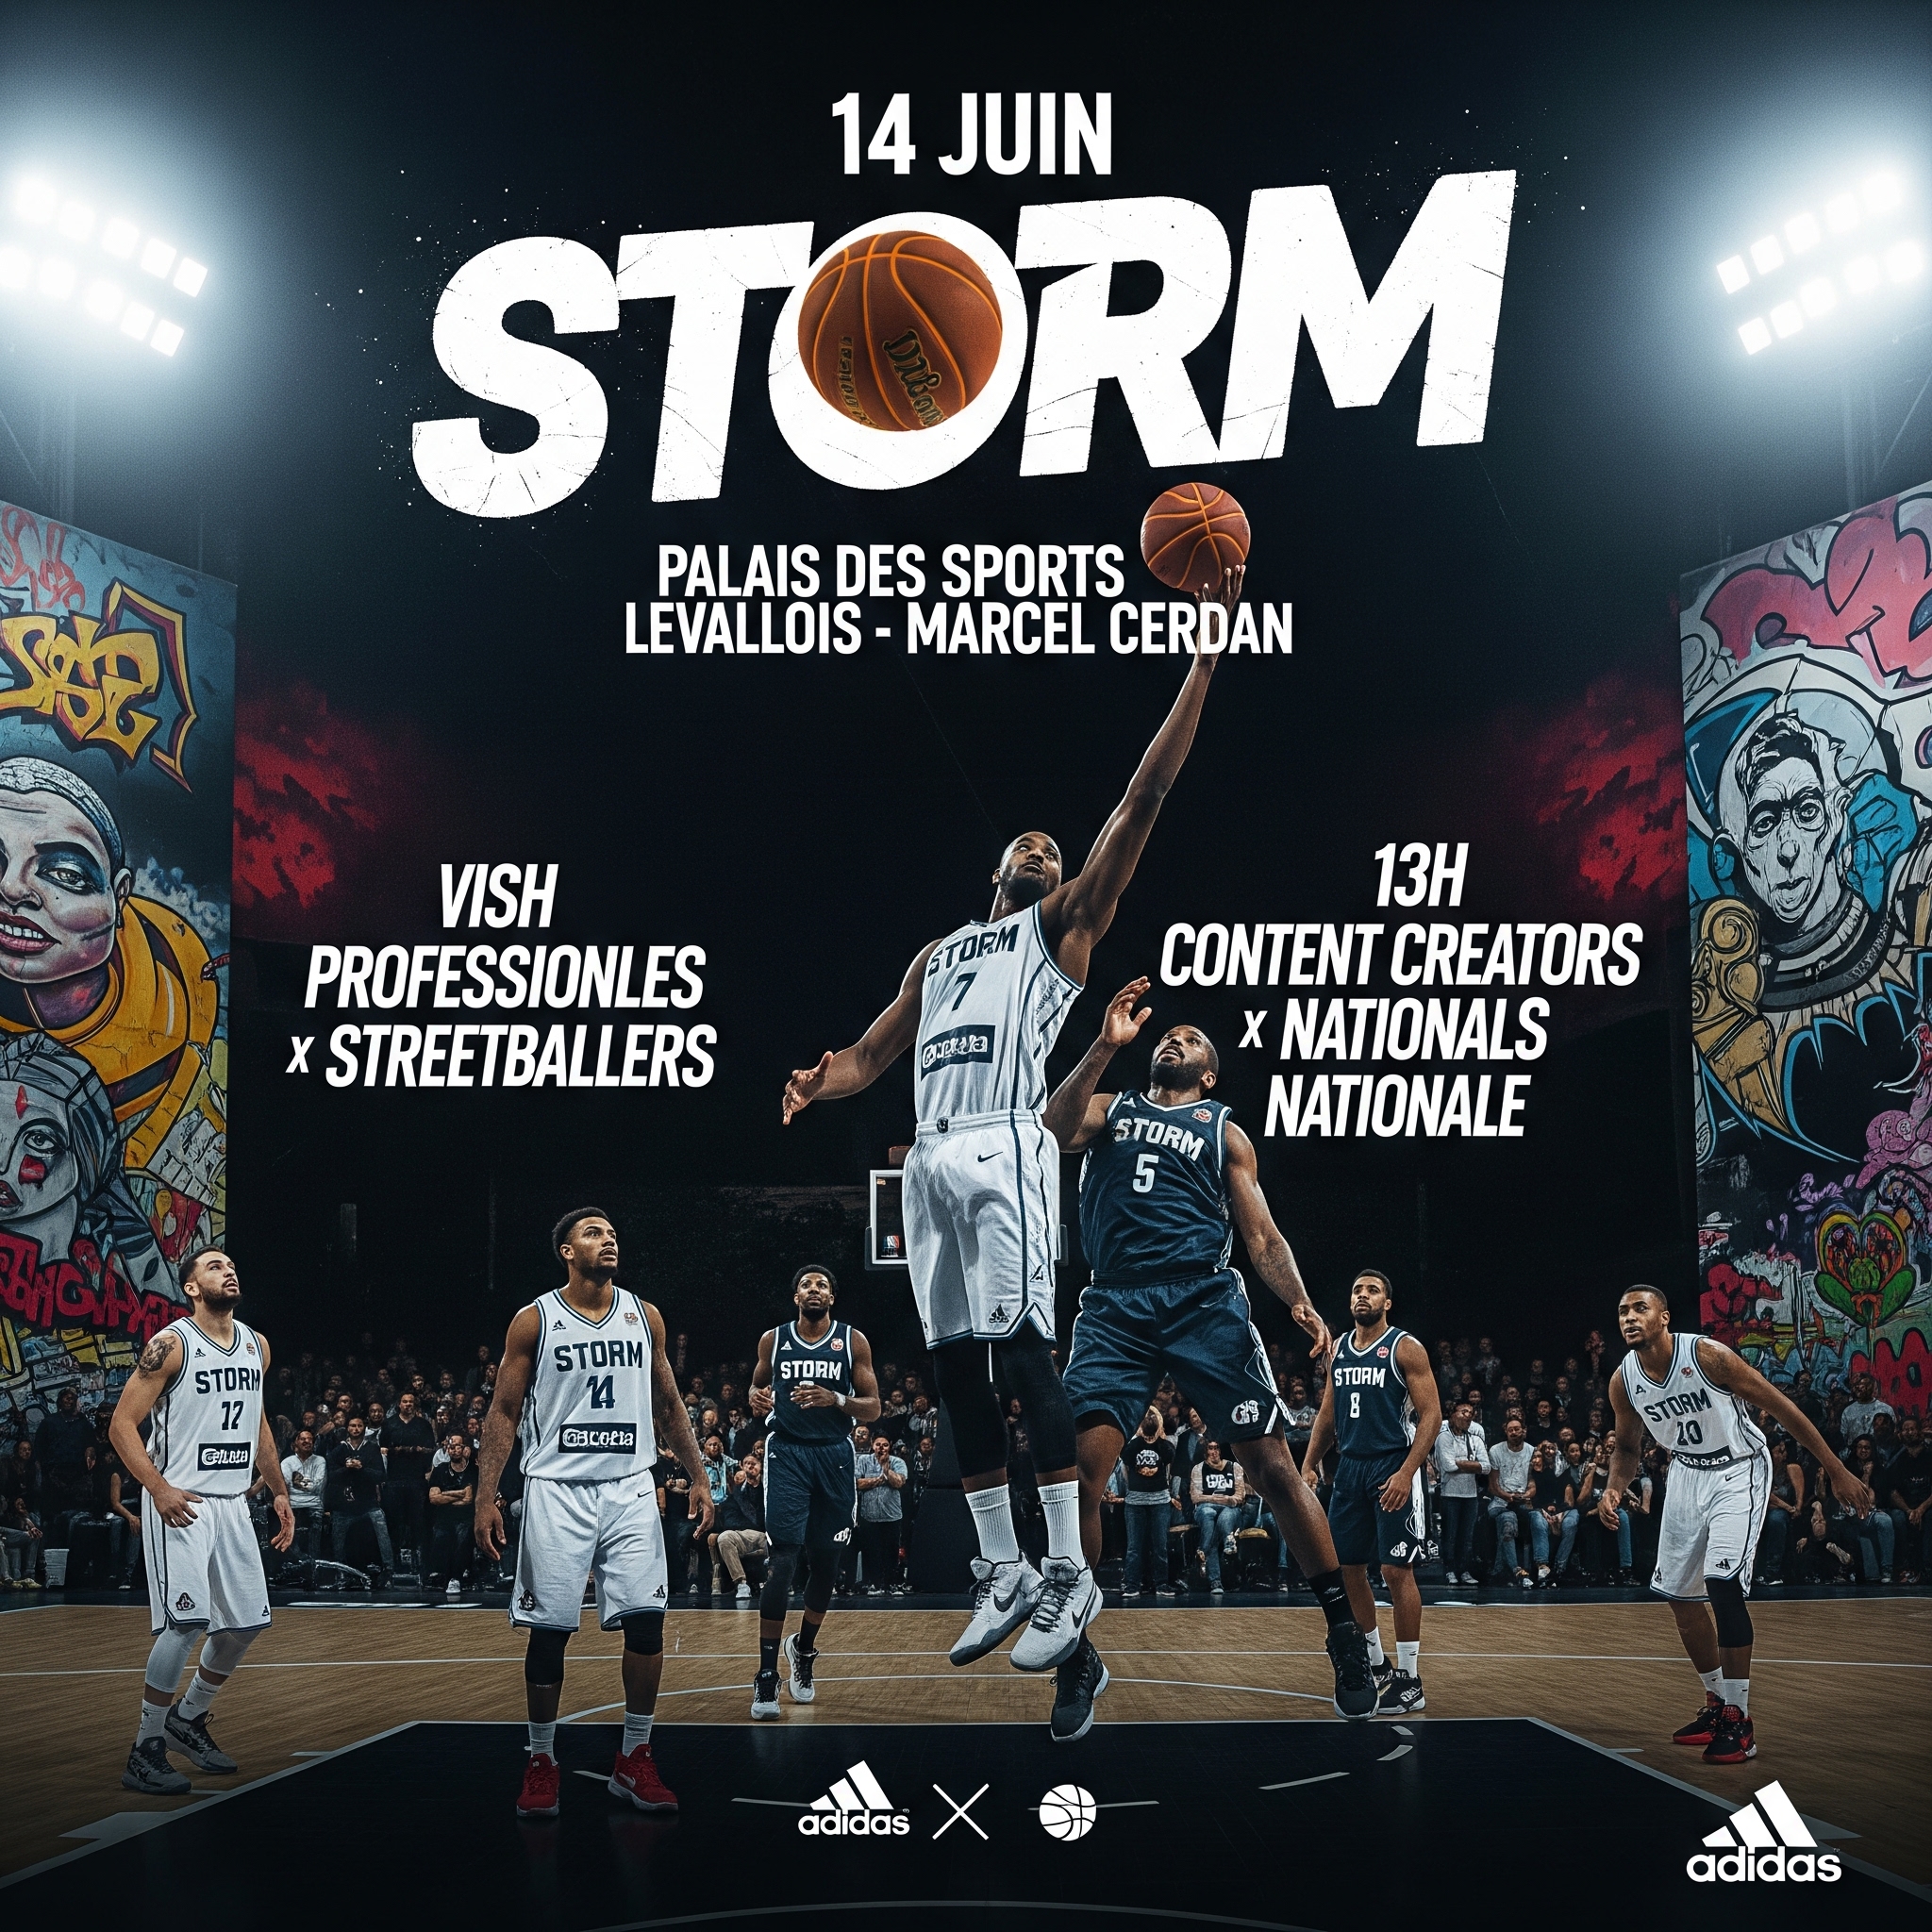 14 JUIN
STORM
PALAIS DES SPORTS
LEVALLOIS - MARCEL CERDAN
VISH
PROFESSIONLES
x STREETBALLERS
13H
CONTENT CREATORS
x NATIONALS
NATIONALE
STORM
7
STORM
5
STORM
12
STORM
14
STORM
STORM
8
STORM
20
adidas
adidas